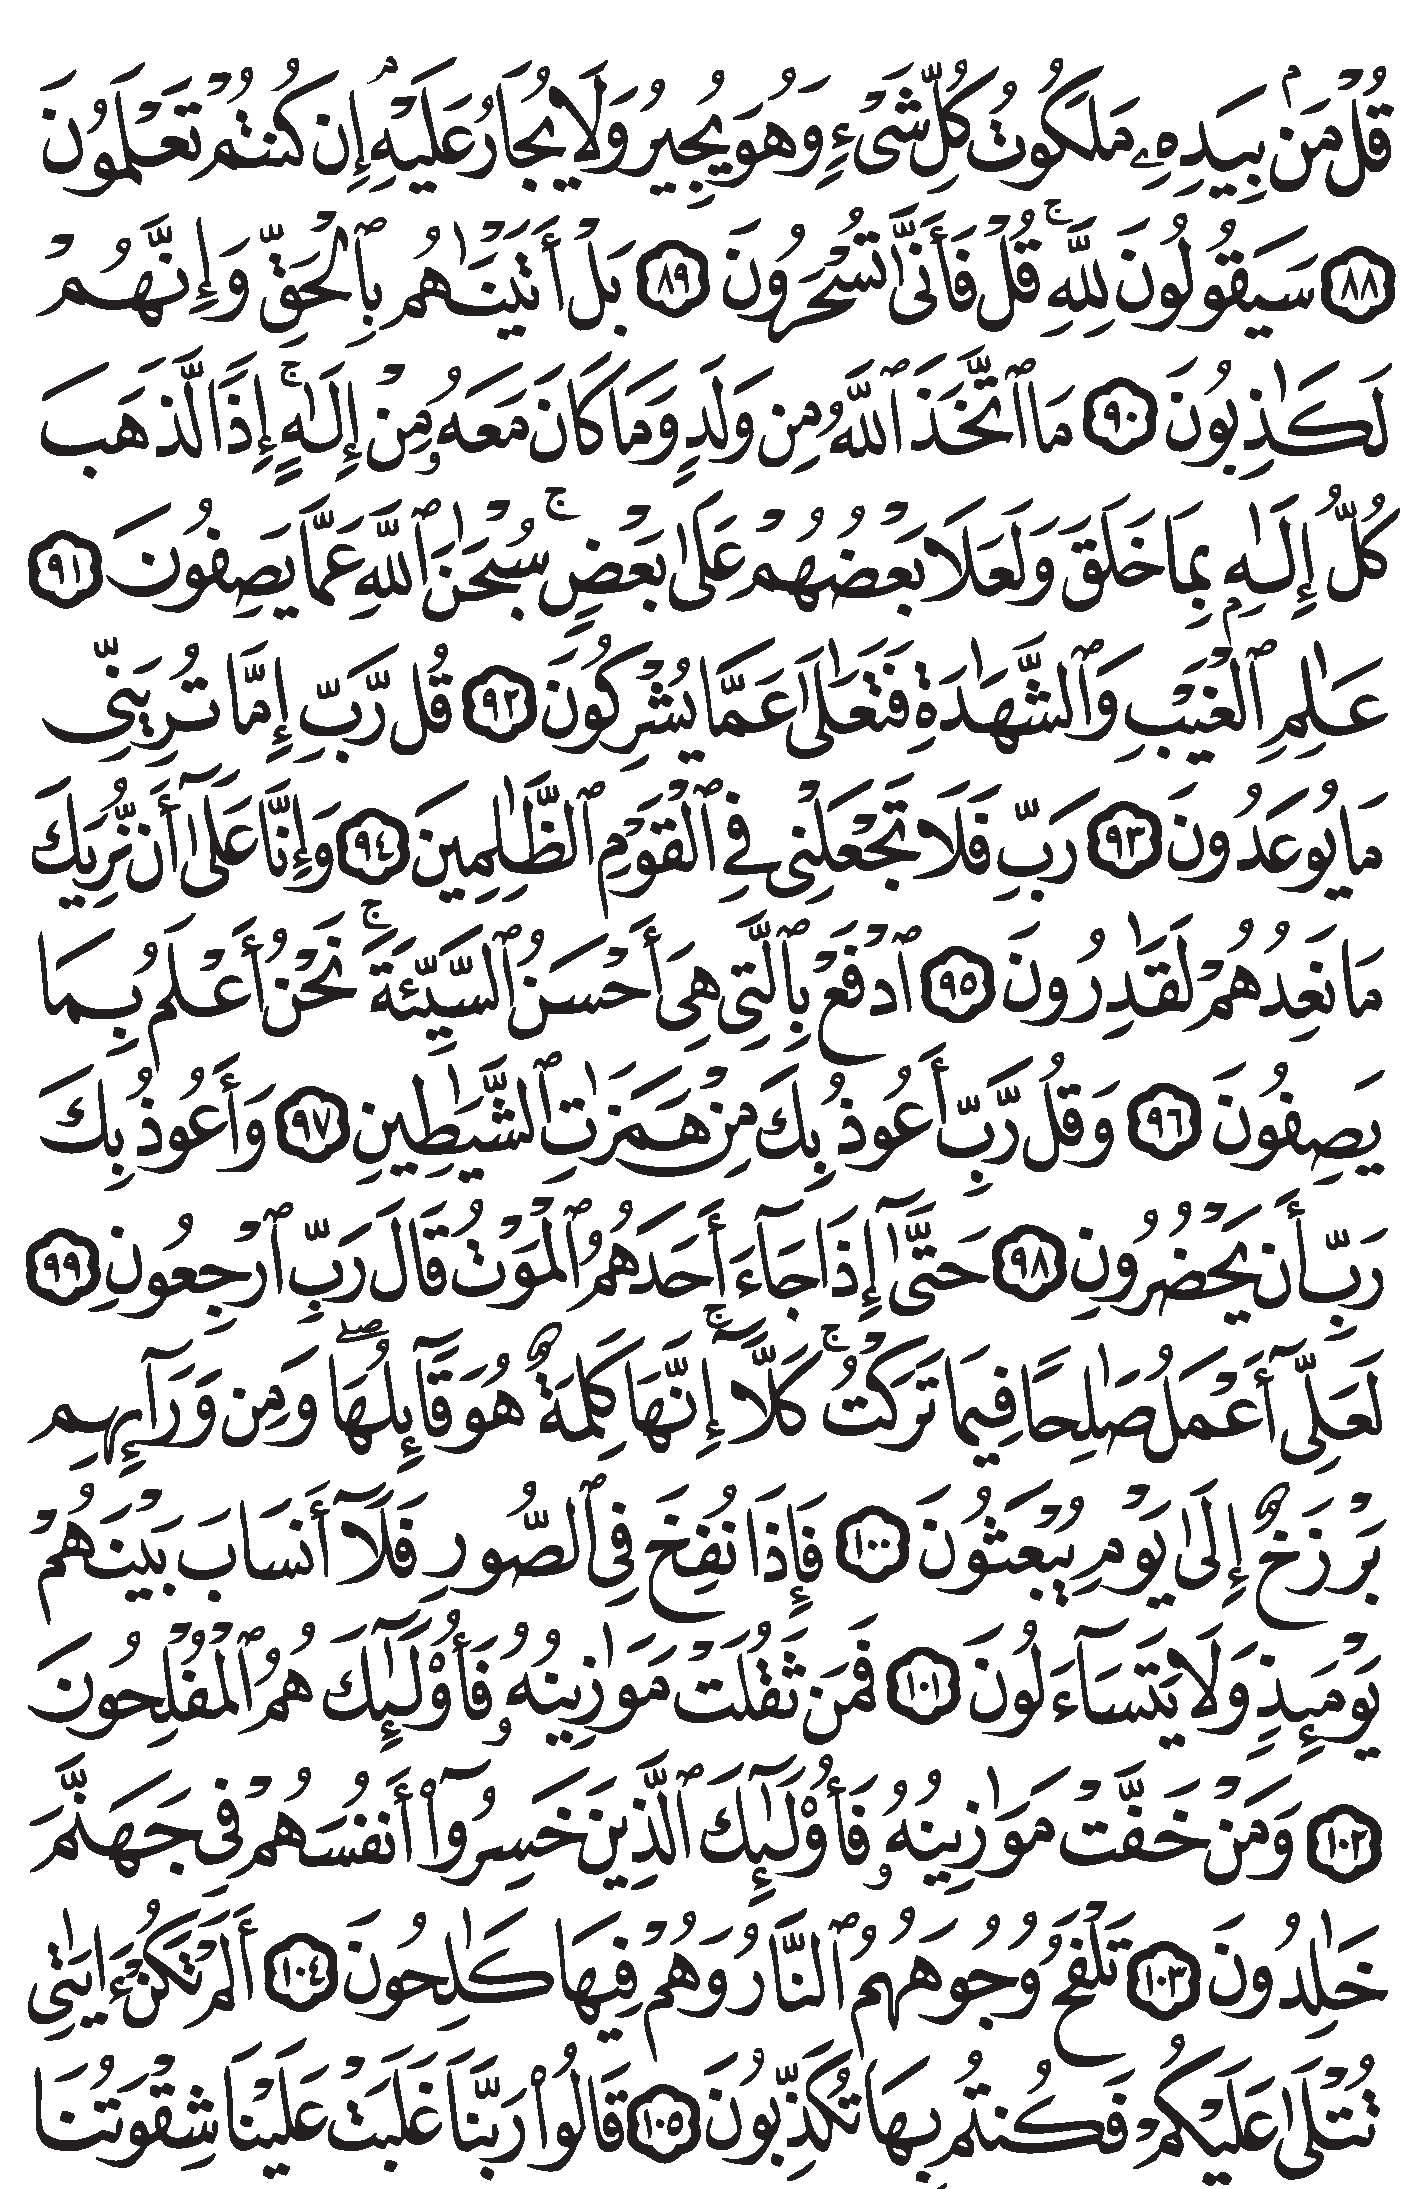 قُلْ مَنۢ بِيَدِهِۦ مَلَكُوتُ كُلِّ شَىْءٍ وَهُوَ يُجِيرُ وَلَا يُجَارُ عَلَيْهِ إِن كُنتُمْ تَعْلَمُونَ
٨٨ سَيَقُولُونَ لِلَّهِ ۚ قُلْ فَأَنَّىٰ تُسْحَرُونَ ٨٩ بَلْ أَتَيْنَـٰهُم بِٱلْحَقِّ وَإِنَّهُمْ
لَكَـٰذِبُونَ ٩٠ مَا ٱتَّخَذَ ٱللَّهُ مِن وَلَدٍ وَمَا كَانَ مَعَهُۥ مِنْ إِلَـٰهٍ ۚ إِذًا لَّذَهَبَ
كُلُّ إِلَـٰهٍۭ بِمَا خَلَقَ وَلَعَلَا بَعْضُهُمْ عَلَىٰ بَعْضٍ ۚ سُبْحَـٰنَ ٱللَّهِ عَمَّا يَصِفُونَ ٩١
عَـٰلِمِ ٱلْغَيْبِ وَٱلشَّهَـٰدَةِ فَتَعَـٰلَىٰ عَمَّا يُشْرِكُونَ ٩٢ قُل رَّبِّ إِمَّا تُرِيَنِّى
مَا يُوعَدُونَ ٩٣ رَبِّ فَلَا تَجْعَلْنِى فِى ٱلْقَوْمِ ٱلظَّـٰلِمِينَ ٩٤ وَإِنَّا عَلَىٰٓ أَن نُّرِيَكَ
مَا نَعِدُهُمْ لَقَـٰدِرُونَ ٩٥ ٱدْفَعْ بِٱلَّتِى هِىَ أَحْسَنُ ٱلسَّيِّئَةَ ۚ نَحْنُ أَعْلَمُ بِمَا
يَصِفُونَ ٩٦ وَقُل رَّبِّ أَعُوذُ بِكَ مِنْ هَمَزَٰتِ ٱلشَّيَـٰطِينِ ٩٧ وَأَعُوذُ بِكَ
رَبِّ أَن يَحْضُرُونِ ٩٨ حَتَّىٰٓ إِذَا جَآءَ أَحَدَهُمُ ٱلْمَوْتُ قَالَ رَبِّ ٱرْجِعُونِ ٩٩
لَعَلِّىٓ أَعْمَلُ صَـٰلِحًا فِيمَا تَرَكْتُ ۚ كَلَّآ ۚ إِنَّهَا كَلِمَةٌ هُوَ قَآئِلُهَا ۖ وَمِن وَرَآئِهِم
بَرْزَخٌ إِلَىٰ يَوْمِ يُبْعَثُونَ ١٠٠ فَإِذَا نُفِخَ فِى ٱلصُّورِ فَلَآ أَنسَابَ بَيْنَهُمْ
يَوْمَئِذٍ وَلَا يَتَسَآءَلُونَ ١٠١ فَمَن ثَقُلَتْ مَوَٰزِينُهُۥ فَأُو۟لَـٰٓئِكَ هُمُ ٱلْمُفْلِحُونَ
١٠٢ وَمَنْ خَفَّتْ مَوَٰزِينُهُۥ فَأُو۟لَـٰٓئِكَ ٱلَّذِينَ خَسِرُوٓا۟ أَنفُسَهُمْ فِى جَهَنَّمَ
خَـٰلِدُونَ ١٠٣ تَلْفَحُ وُجُوهَهُمُ ٱلنَّارُ وَهُمْ فِيهَا كَـٰلِحُونَ ١٠٤ أَلَمْ تَكُنْ ءَايَـٰتِى
تُتْلَىٰ عَلَيْكُمْ فَكُنتُم بِهَا تُكَذِّبُونَ ١٠٥ قَالُوا۟ رَبَّنَا غَلَبَتْ عَلَيْنَا شِقْوَتُنَا